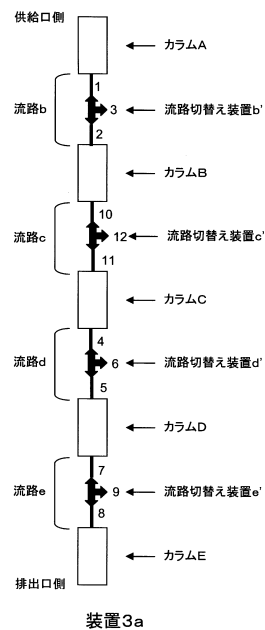 供給口側
カラムA
流路b
1
3
流路切替え装置b'
2
カラムB
流路c
10
12
流路切替え装置c'
11
カラムC
流路d
4
6
流路切替え装置d'
5
カラムD
流路e
7
9
流路切替え装置e'
8
カラムE
排出口側
装置3a